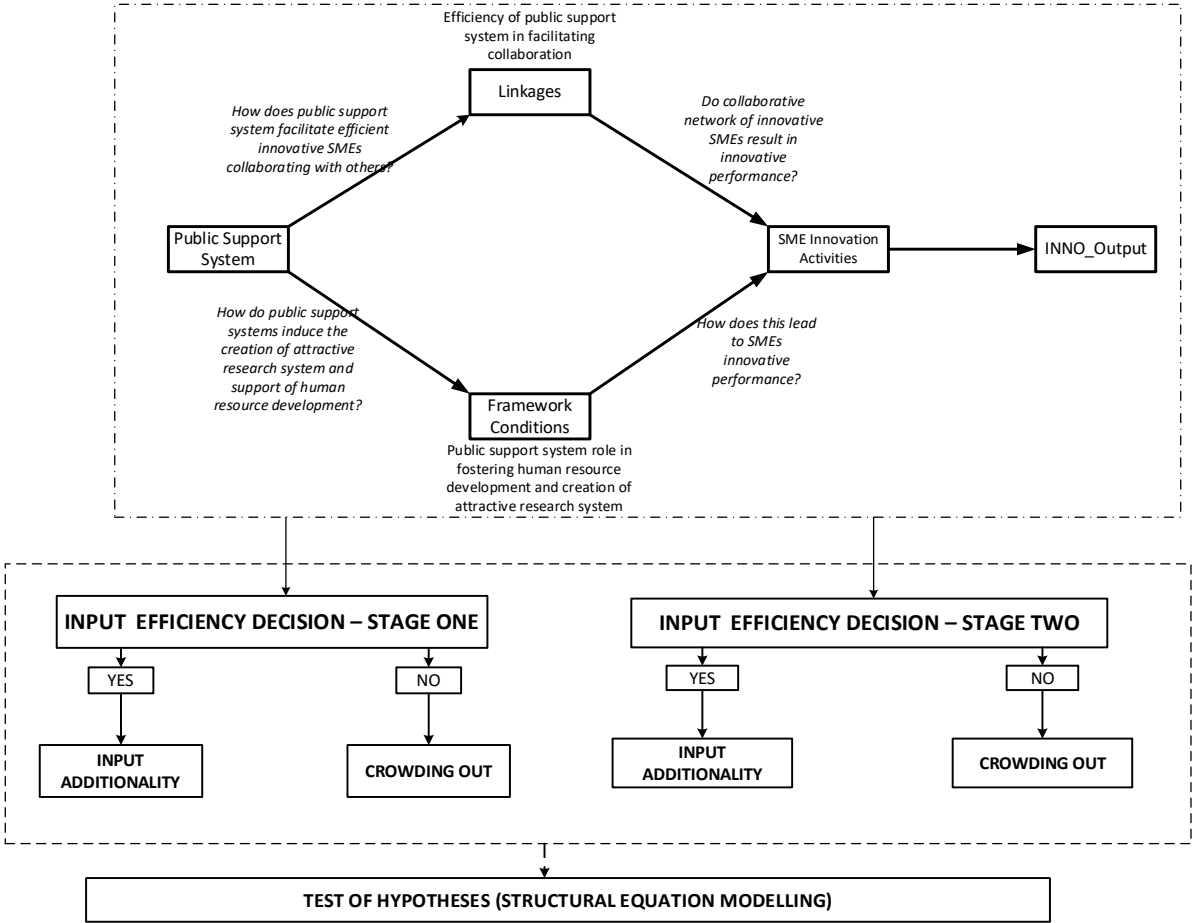 Efficiency of public support
system in facilitating
collaboration
Linkages
How does public support
system facilitate efficient
innovative SMEs
collaborating with others?
Do collaborative
network of innovative
SMEs result in
innovative
performance?
Public Support
System
SME Innovation
Activities
INNO_Output
How do public support
systems induce the
creation of attractive
research system and
support of human
resource development?
How does this lead
to SMEs
innovative
performance?
Framework
Conditions
Public support system role in
fostering human resource
development and creation of
attractive research system
INPUT EFFICIENCY DECISION – STAGE ONE
YES
NO
INPUT
ADDITIONALITY
CROWDING OUT
INPUT EFFICIENCY DECISION – STAGE TWO
YES
NO
INPUT
ADDITIONALITY
CROWDING OUT
TEST OF HYPOTHESES (STRUCTURAL EQUATION MODELLING)